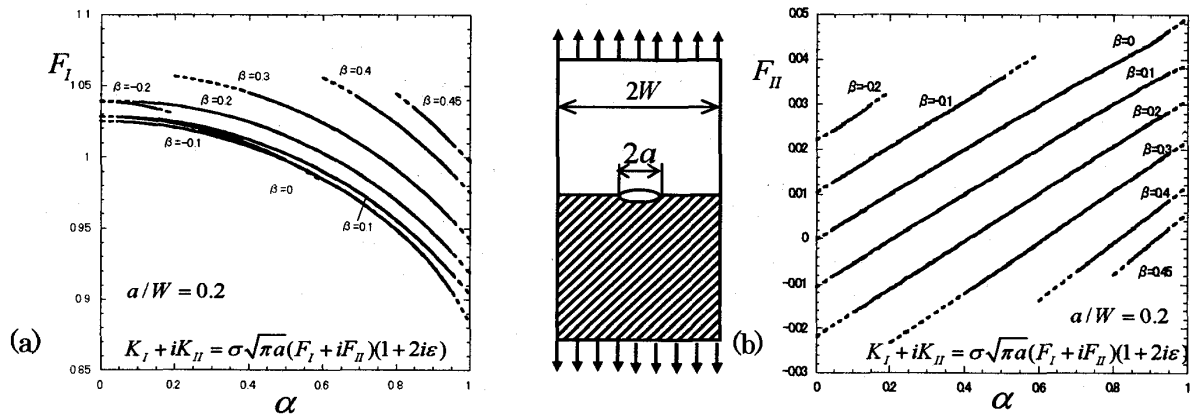 1.1
1.05
1
0.95
0.9
0.85
F_I
β=-0.2
β=0.2
β=0.3
β=0.4
β=0.45
β=-0.1
β=0
β=0.1
a/W = 0.2
(a)
K_I + iK_II = σ√πa(F_I + iF_II)(1+2iε)
0 0.2 0.4 0.6 0.8 1
α
2W
2a
(b)
0.05
0.04
0.03
0.02
0.01
0
-0.01
-0.02
-0.03
F_II
β=-0.2
β=-0.1
β=0
β=0.1
β=0.2
β=0.3
β=0.4
β=0.45
a/W = 0.2
K_I + iK_II = σ√πa(F_I + iF_II)(1+2iε)
0 0.2 0.4 0.6 0.8 1
α